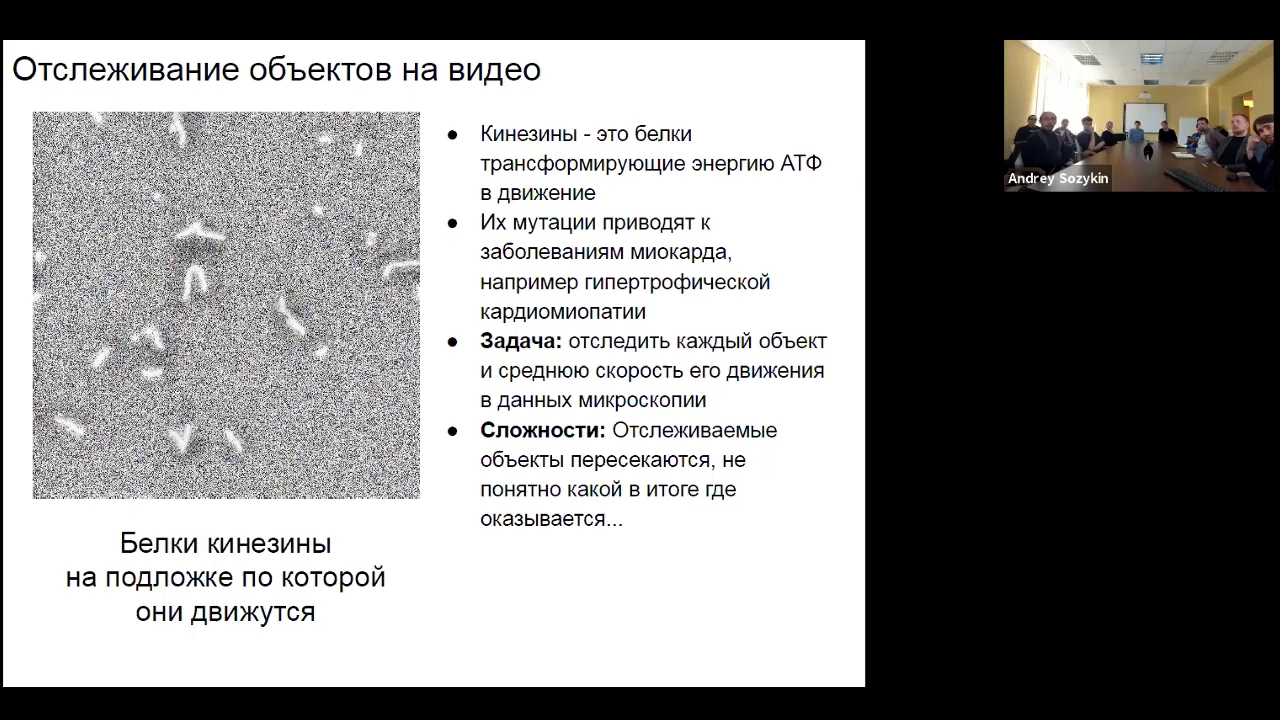 Отслеживание объектов на видео
● Кинезины - это белки
трансформирующие энергию АТФ
в движение
● Их мутации приводят к
заболеваниям миокарда,
например гипертрофической
кардиомиопатии
● Задача: отследить каждый объект
и среднюю скорость его движения
в данных микроскопии
● Сложности: Отслеживаемые
объекты пересекаются, не
понятно какой в итоге где
оказывается...
Белки кинезины
на подложке по которой
они движутся
Andrey Sozykin